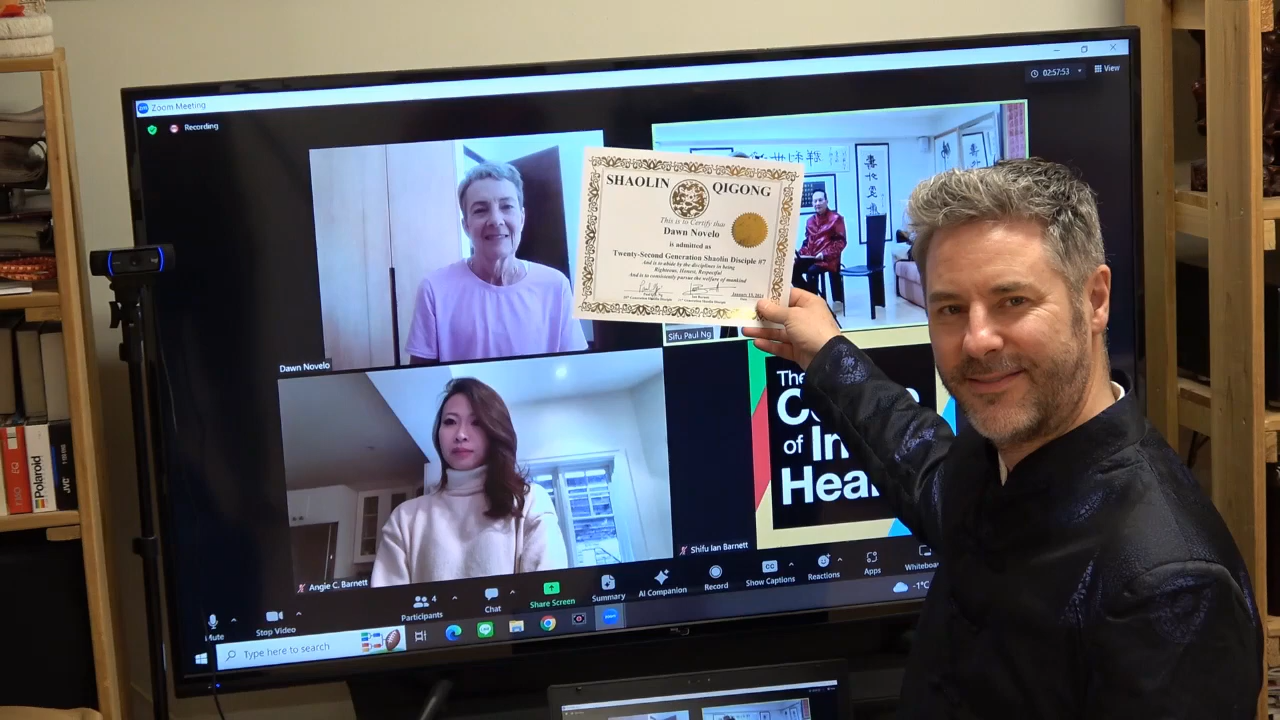 Zoom Meeting
Recording
02:57:53
View
SHAOLIN QIGONG
This is to Certify that
Dawn Novelo
is admitted as
Twenty-Second Generation Shaolin Disciple #7
And is to abide by the disciplines in being
Righteous, Honest, Respectful
And is to consistently pursue the welfare of mankind
Dawn Novelo
Sifu Paul Ng
The
of In
Heal
Angie C. Barnett
Shifu Ian Barnett
Mute
Stop Video
Participants
4
Chat
Share Screen
Summary
AI Companion
Record
CC
Show Captions
Reactions
Apps
Whiteboa
Type here to search
-1°C
Polaroid
JVC